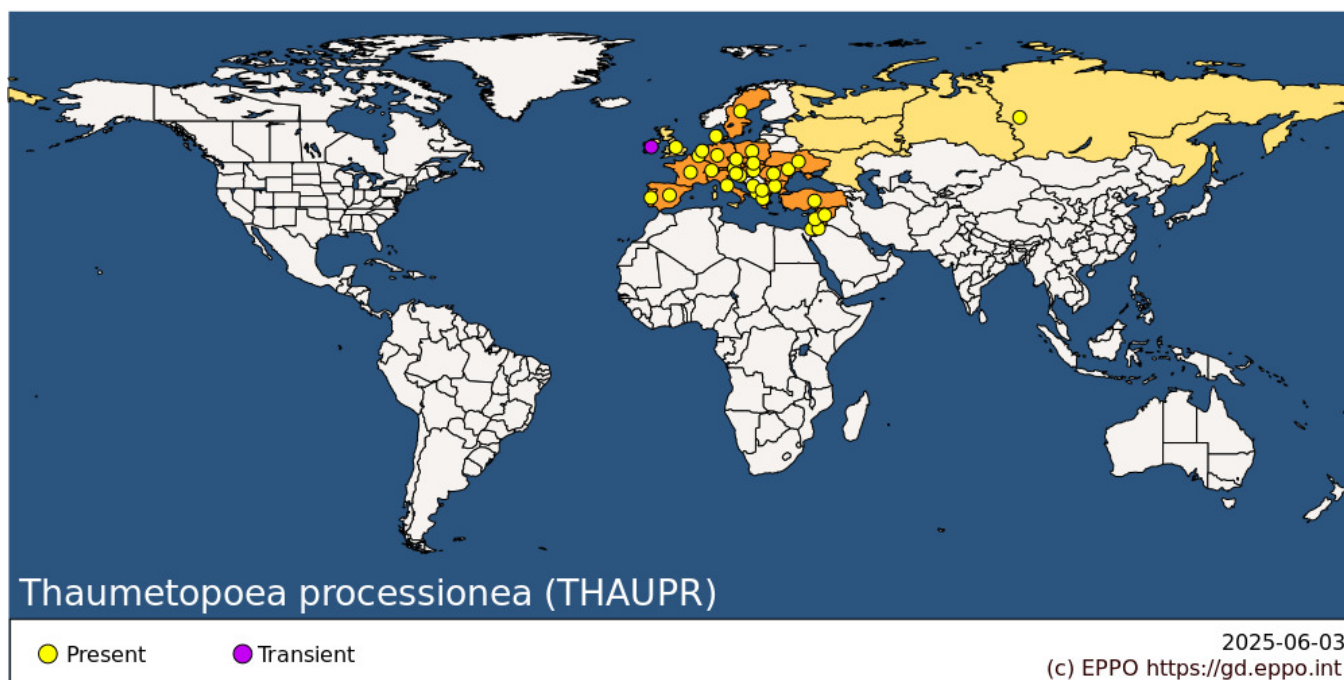 Thaumetopoea processionea (THAUPR)
Present
Transient
2025-06-03
(c) EPPO https://gd.eppo.int